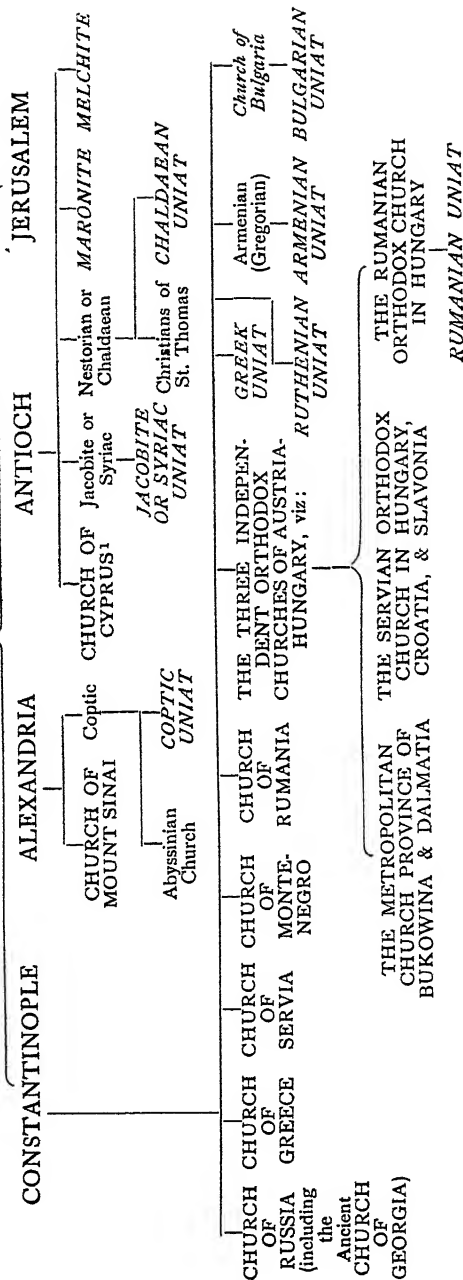 CONSTANTINOPLE
ALEXANDRIA
ANTIOCH
JERUSALEM
CHURCH OF
MOUNT SINAI
Coptic
Abyssinian
Church
COPTIC
UNIAT
CHURCH OF
CYPRUS¹
Jacobite or
Syriac
JACOBITE
OR SYRIAC
UNIAT
Nestorian or
Chaldaean
Christians of
St. Thomas
CHALDAEAN
UNIAT
MARONITE
MELCHITE
CHURCH
OF
RUSSIA
(including
the
Ancient
CHURCH
OF
GEORGIA)
CHURCH
OF
GREECE
CHURCH
OF
SERVIA
CHURCH
OF
MONTE-
NEGRO
CHURCH
OF
RUMANIA
THE THREE INDEPEN-
DENT ORTHODOX
CHURCHES OF AUSTRIA-
HUNGARY, viz:
GREEK
UNIAT
RUTHENIAN
UNIAT
Armenian
(Gregorian)
ARMENIAN
UNIAT
Church of
Bulgaria
BULGARIAN
UNIAT
THE METROPOLITAN
CHURCH PROVINCE OF
BUKOWINA & DALMATIA
THE SERVIAN ORTHODOX
CHURCH IN HUNGARY,
CROATIA, & SLAVONIA
THE RUMANIAN
ORTHODOX CHURCH
IN HUNGARY
RUMANIAN UNIAT